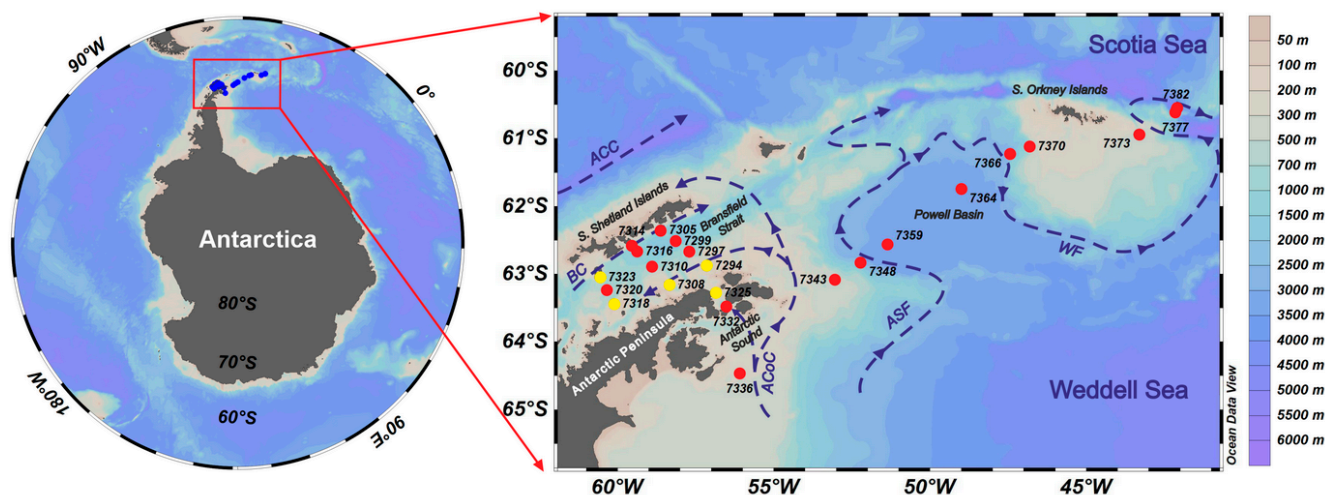 90°W
0°
Antarctica
80°S
70°S
60°S
180°W
90°E
60°S
61°S
62°S
63°S
64°S
65°S
60°W
55°W
50°W
45°W
Scotia Sea
S. Orkney Islands
7382
7377
7373
7370
7366
7364
Powell Basin
ACC
S. Shetland Islands
Bransfield
Strait
7314
7305
7299
7316
7297
BC
7310
7294
7323
7320
7308
7325
7318
7332
7359
7348
7343
WF
ASF
Antarctic Peninsula
Antarctic
Sound
ACoC
7336
Weddell Sea
Ocean Data View
50 m
100 m
200 m
300 m
500 m
700 m
1000 m
1500 m
2000 m
2500 m
3000 m
3500 m
4000 m
4500 m
5000 m
5500 m
6000 m